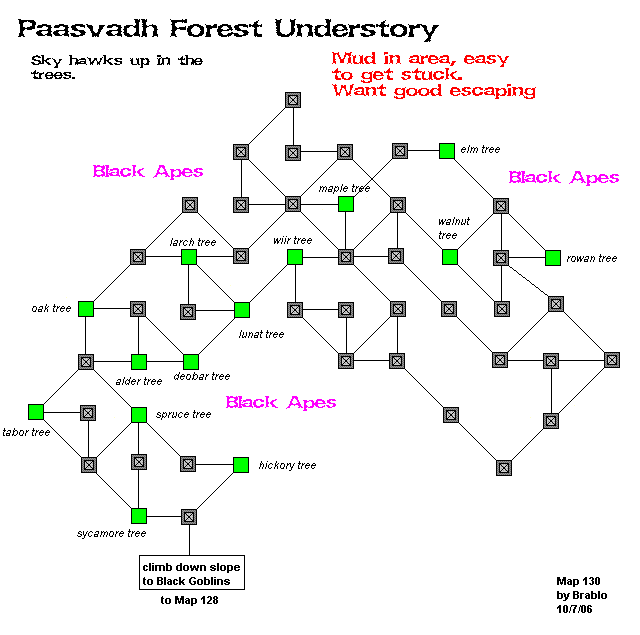 Paasvadh Forest Understory
Sky hawks up in the
trees.
Mud in area, easy
to get stuck.
Want good escaping
elm tree
Black Apes
Black Apes
maple tree
walnut
tree
larch tree
wiir tree
rowan tree
oak tree
lunat tree
alder tree
deobar tree
Black Apes
spruce tree
tabor tree
hickory tree
sycamore tree
climb down slope
to Black Goblins
to Map 128
Map 130
by Brablo
10/7/06